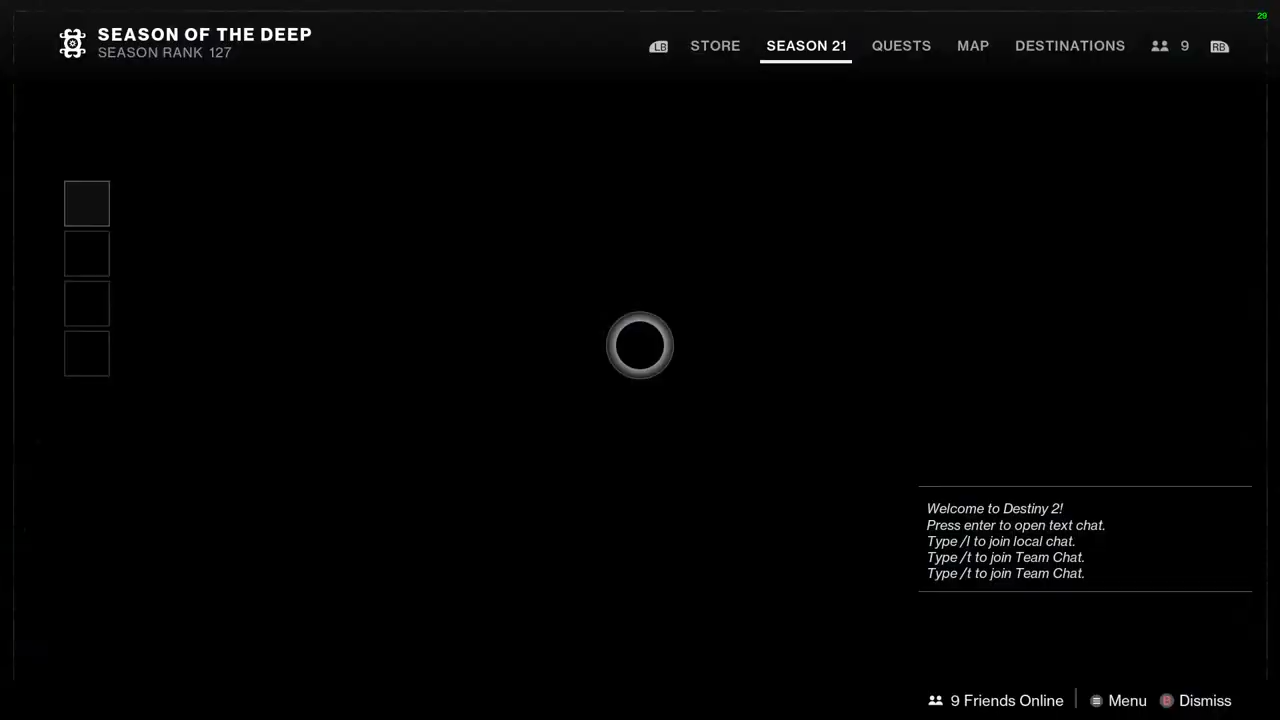 SEASON OF THE DEEP
SEASON RANK 127
LB STORE SEASON 21 QUESTS MAP DESTINATIONS 9 RB
29
Welcome to Destiny 2!
Press enter to open text chat.
Type /l to join local chat.
Type /t to join Team Chat.
Type /t to join Team Chat.
9 Friends Online Menu B Dismiss